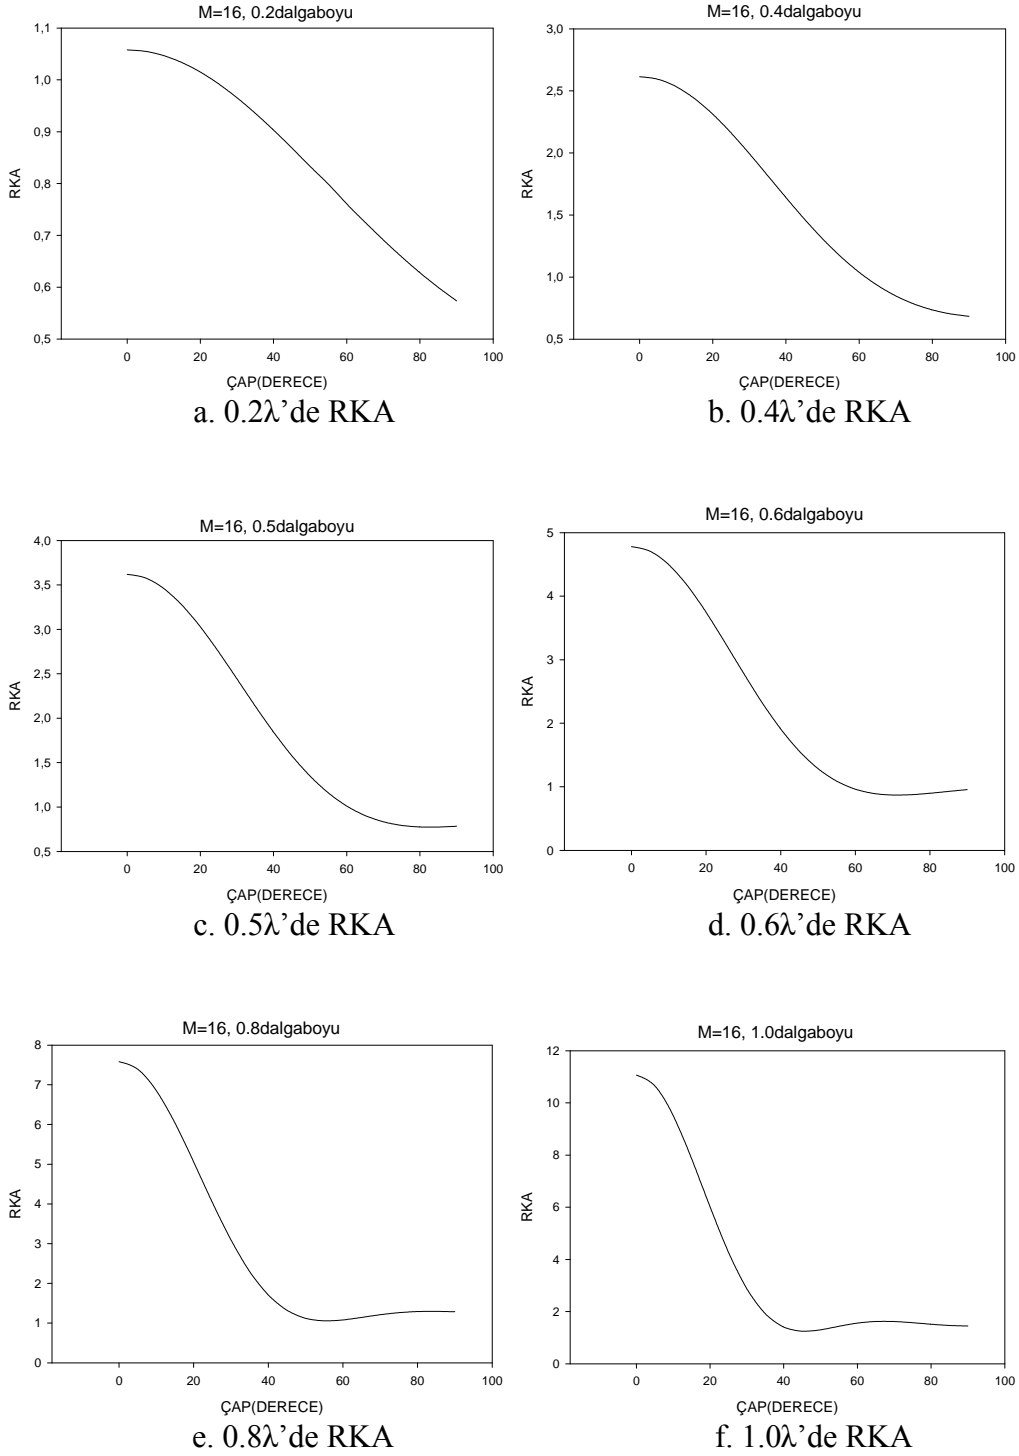 M=16, 0.2dalgaboyu
1,1
1,0
0,9
0,8
0,7
0,6
0,5
RKA
0 20 40 60 80 100
ÇAP(DERECE)
a. 0.2λ’de RKA
M=16, 0.4dalgaboyu
3,0
2,5
2,0
1,5
1,0
0,5
RKA
0 20 40 60 80 100
ÇAP(DERECE)
b. 0.4λ’de RKA
M=16, 0.5dalgaboyu
4,0
3,5
3,0
2,5
2,0
1,5
1,0
0,5
RKA
0 20 40 60 80 100
ÇAP(DERECE)
c. 0.5λ’de RKA
M=16, 0.6dalgaboyu
5
4
3
2
1
0
RKA
0 20 40 60 80 100
ÇAP(DERECE)
d. 0.6λ’de RKA
M=16, 0.8dalgaboyu
8
7
6
5
4
3
2
1
0
RKA
0 20 40 60 80 100
ÇAP(DERECE)
e. 0.8λ’de RKA
M=16, 1.0dalgaboyu
12
10
8
6
4
2
0
RKA
0 20 40 60 80 100
ÇAP(DERECE)
f. 1.0λ’de RKA